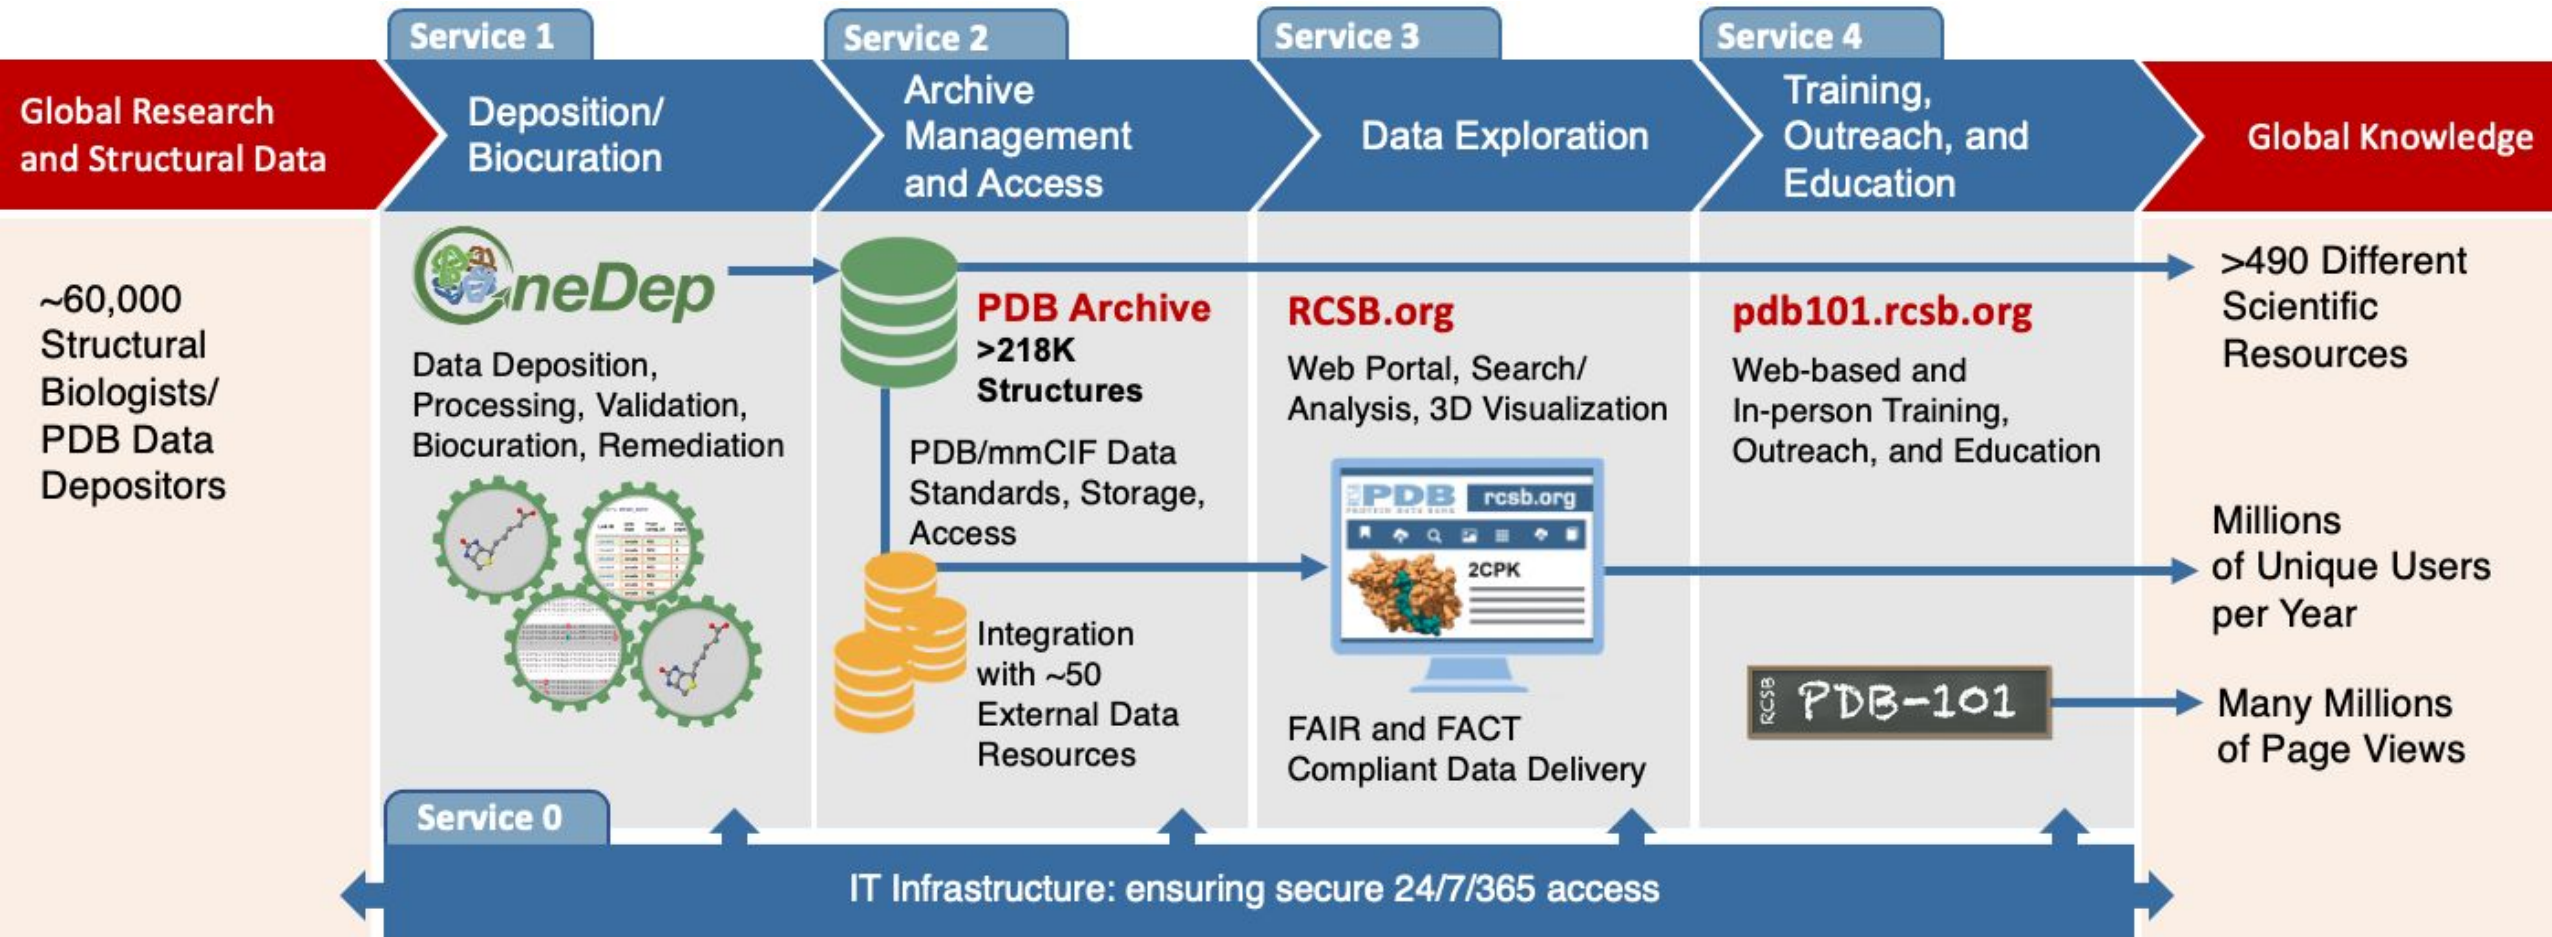 Service 1
Service 2
Service 3
Service 4
Global Research
and Structural Data
Deposition/
Biocuration
Archive
Management
and Access
Data Exploration
Training,
Outreach, and
Education
Global Knowledge
~60,000
Structural
Biologists/
PDB Data
Depositors
OneDep
Data Deposition,
Processing, Validation,
Biocuration, Remediation
PDB Archive
>218K
Structures
PDB/mmCIF Data
Standards, Storage,
Access
Integration
with ~50
External Data
Resources
RCSB.org
Web Portal, Search/
Analysis, 3D Visualization
RCSB PDB
PROTEIN DATA BANK
rcsb.org
2CPK
FAIR and FACT
Compliant Data Delivery
pdb101.rcsb.org
Web-based and
In-person Training,
Outreach, and Education
RCSB PDB-101
>490 Different
Scientific
Resources
Millions
of Unique Users
per Year
Many Millions
of Page Views
Service 0
IT Infrastructure: ensuring secure 24/7/365 access